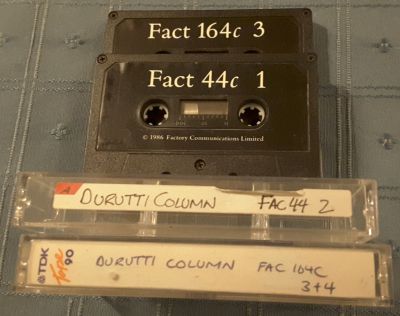 Fact 164c 3
Fact 44c 1
© 1986 Factory Communications Limited
A DURUTTI COLUMN FAC 44 2
TDK Tape 90 DURUTTI COLUMN FAC 164C
3+4